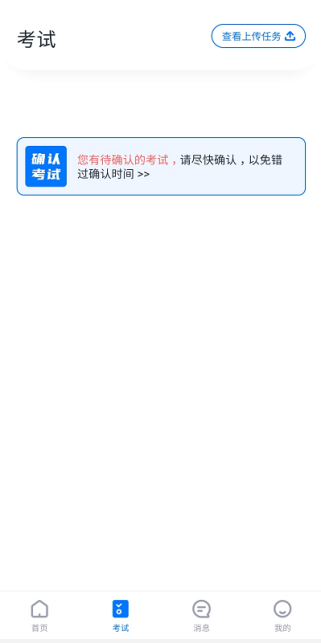 考试
查看上传任务
确认
考试
您有待确认的考试，请尽快确认，以免错
过确认时间 >>
首页
考试
消息
我的